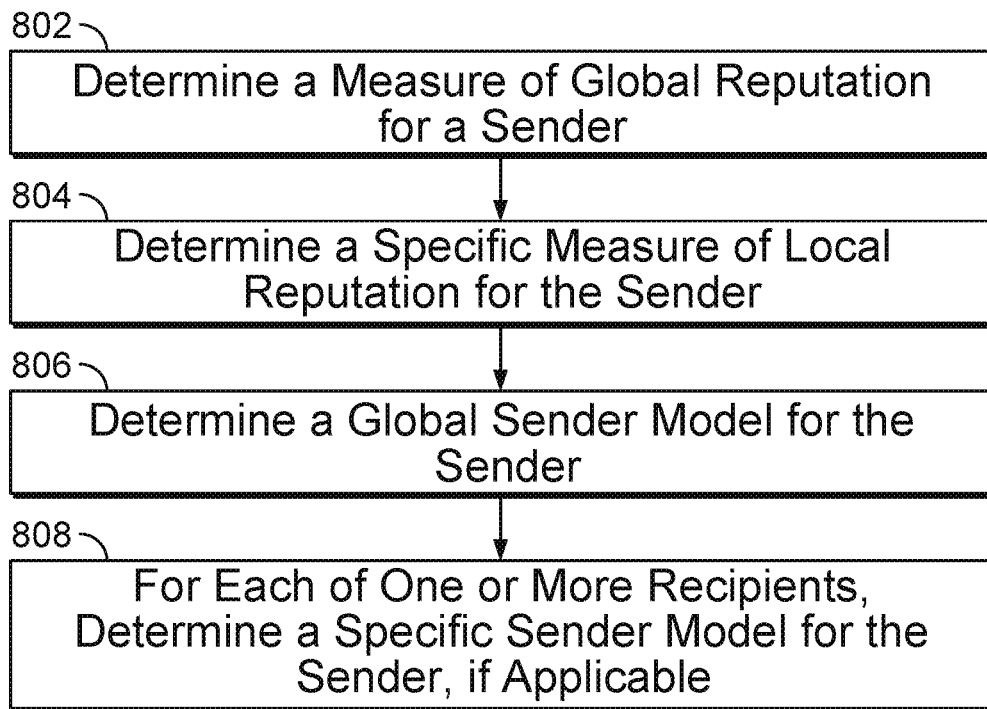 802
Determine a Measure of Global Reputation
for a Sender
804
Determine a Specific Measure of Local
Reputation for the Sender
806
Determine a Global Sender Model for the
Sender
808
For Each of One or More Recipients,
Determine a Specific Sender Model for the
Sender, if Applicable